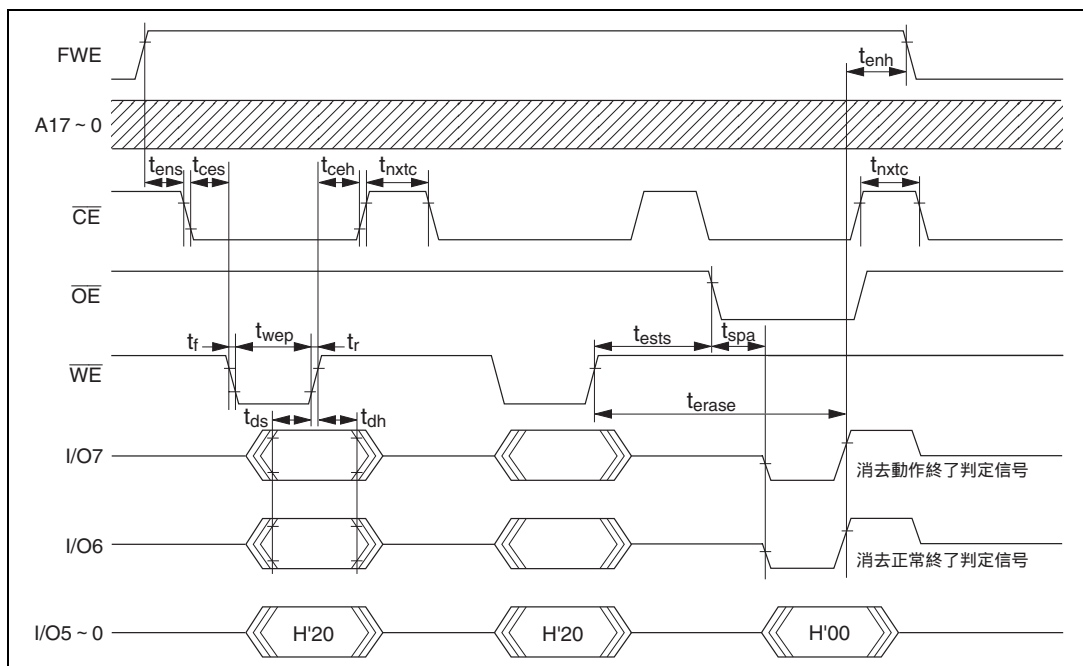 FWE
t_enh
A17 ~ 0
t_ens t_ces t_ceh t_nxtc t_nxtc
CE
OE
t_f t_wep t_r t_ests t_spa
WE
t_ds t_dh t_erase
I/O7
消去動作終了判定信号
I/O6
消去正常終了判定信号
I/O5 ~ 0 H'20 H'20 H'00